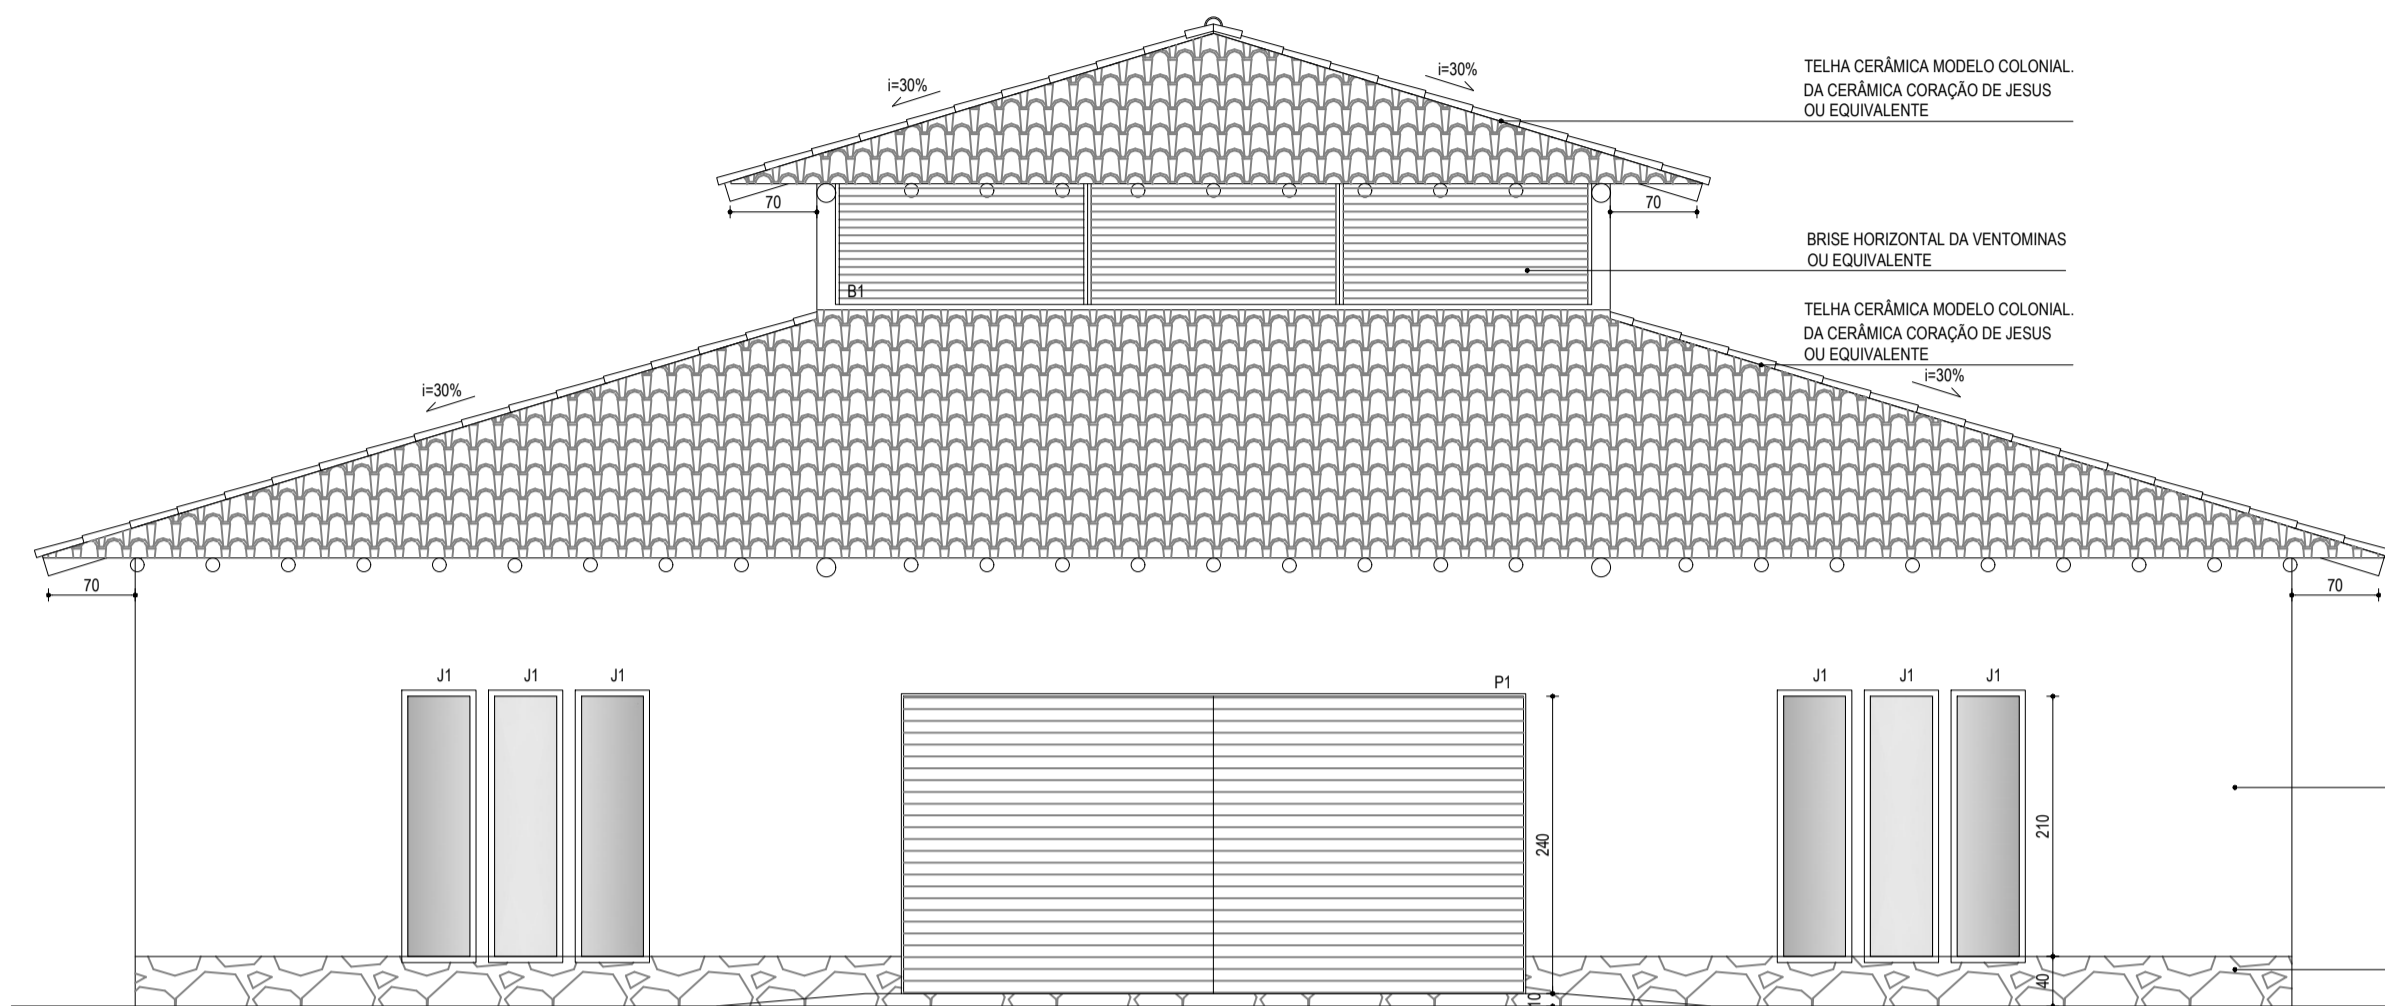 TELHA CERÂMICA MODELO COLONIAL.
DA CERÂMICA CORAÇÃO DE JESUS
OU EQUIVALENTE
i=30%
i=30%
70
70
BRISE HORIZONTAL DA VENTOMINAS
OU EQUIVALENTE
B1
TELHA CERÂMICA MODELO COLONIAL.
DA CERÂMICA CORAÇÃO DE JESUS
OU EQUIVALENTE
i=30%
i=30%
70
70
J1
J1
J1
P1
J1
J1
J1
240
210
40
10